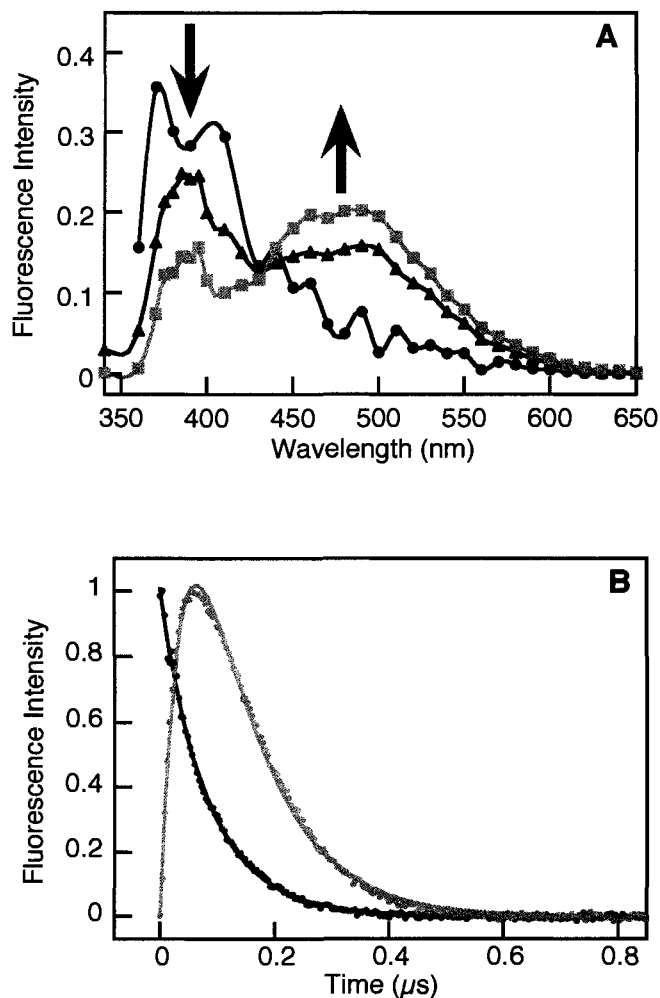 A
0.4
0.3
0.2
0.1
0
Fluorescence Intensity
350 400 450 500 550 600 650
Wavelength (nm)
B
1
0.8
0.6
0.4
0.2
0
Fluorescence Intensity
0 0.2 0.4 0.6 0.8
Time (µs)